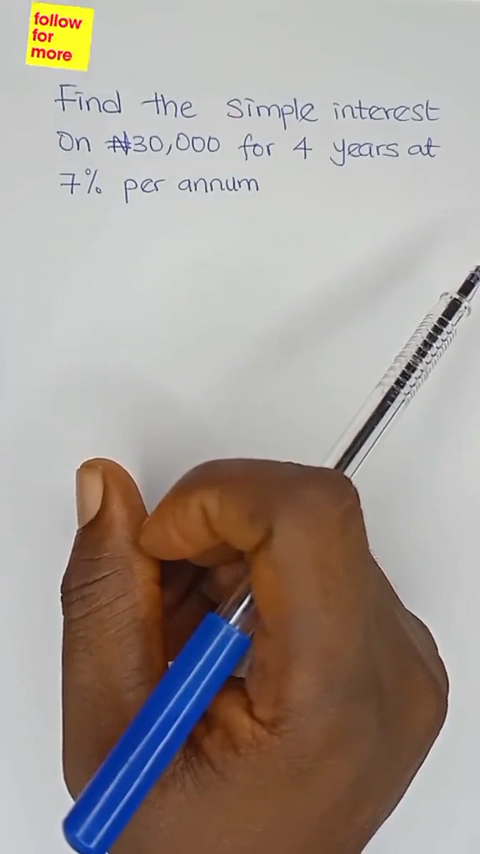 follow
for
more
Find the simple interest
on ₦30,000 for 4 years at
7% per annum